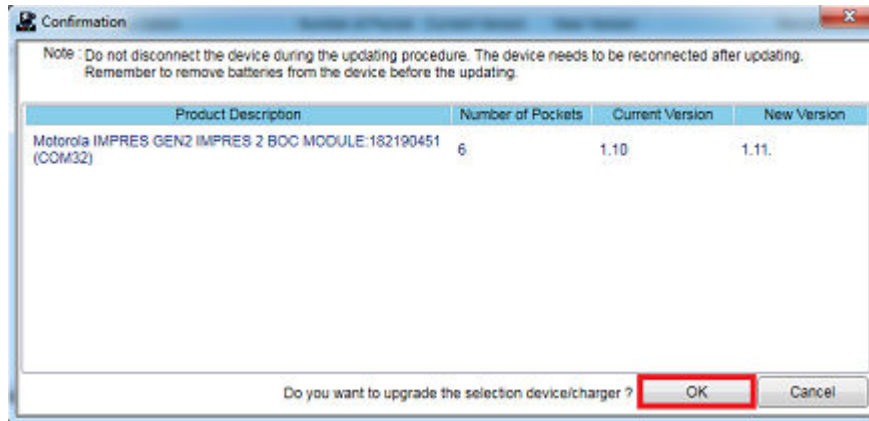 Confirmation
Note : Do not disconnect the device during the updating procedure. The device needs to be reconnected after updating.
Remember to remove batteries from the device before the updating.
Product Description Number of Pockets Current Version New Version
Motorola IMPRES GEN2 IMPRES 2 BOC MODULE:182190451 6 1.10 1.11.
(COM32)
Do you want to upgrade the selection device/charger ? OK Cancel